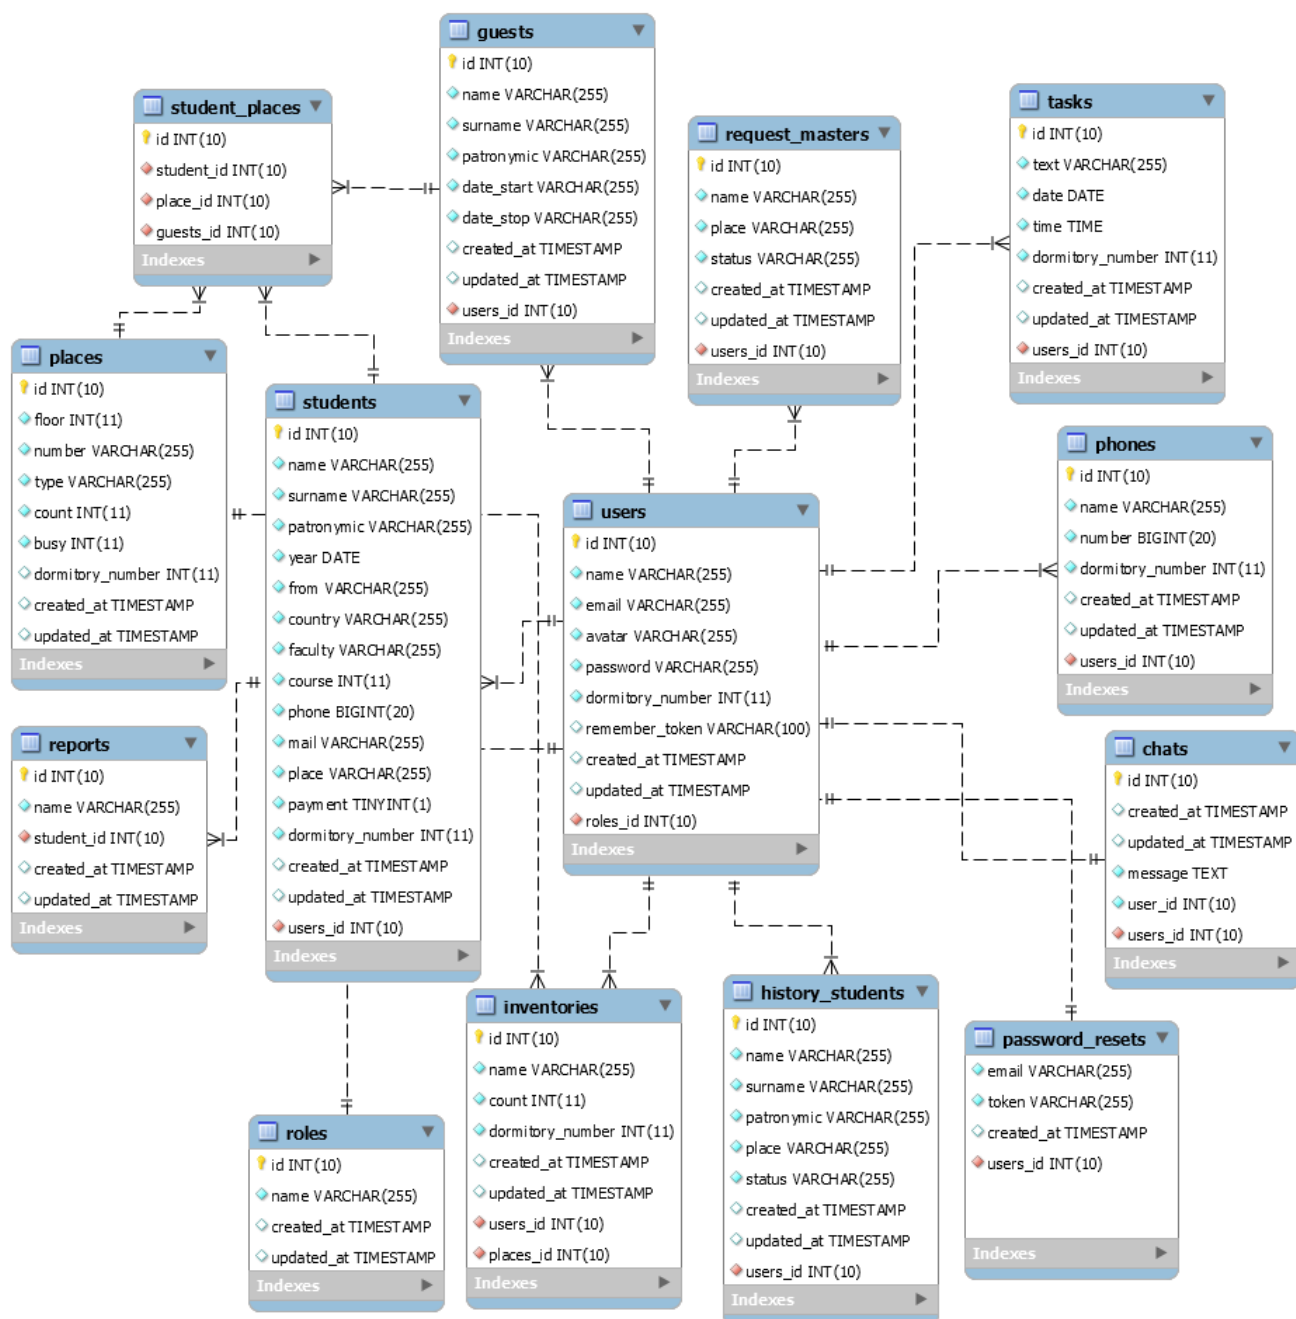 guests
id INT(10)
name VARCHAR(255)
surname VARCHAR(255)
patronymic VARCHAR(255)
date_start VARCHAR(255)
date_stop VARCHAR(255)
created_at TIMESTAMP
updated_at TIMESTAMP
users_id INT(10)
Indexes
student_places
id INT(10)
student_id INT(10)
place_id INT(10)
guests_id INT(10)
Indexes
request_masters
id INT(10)
name VARCHAR(255)
place VARCHAR(255)
status VARCHAR(255)
created_at TIMESTAMP
updated_at TIMESTAMP
users_id INT(10)
Indexes
tasks
id INT(10)
text VARCHAR(255)
date DATE
time TIME
dormitory_number INT(11)
created_at TIMESTAMP
updated_at TIMESTAMP
users_id INT(10)
Indexes
places
id INT(10)
floor INT(11)
number VARCHAR(255)
type VARCHAR(255)
count INT(11)
busy INT(11)
dormitory_number INT(11)
created_at TIMESTAMP
updated_at TIMESTAMP
Indexes
students
id INT(10)
name VARCHAR(255)
surname VARCHAR(255)
patronymic VARCHAR(255)
year DATE
from VARCHAR(255)
country VARCHAR(255)
faculty VARCHAR(255)
course INT(11)
phone BIGINT(20)
mail VARCHAR(255)
place VARCHAR(255)
payment TINYINT(1)
dormitory_number INT(11)
created_at TIMESTAMP
updated_at TIMESTAMP
users_id INT(10)
Indexes
users
id INT(10)
name VARCHAR(255)
email VARCHAR(255)
avatar VARCHAR(255)
password VARCHAR(255)
dormitory_number INT(11)
remember_token VARCHAR(100)
created_at TIMESTAMP
updated_at TIMESTAMP
roles_id INT(10)
Indexes
phones
id INT(10)
name VARCHAR(255)
number BIGINT(20)
dormitory_number INT(11)
created_at TIMESTAMP
updated_at TIMESTAMP
users_id INT(10)
Indexes
reports
id INT(10)
name VARCHAR(255)
student_id INT(10)
created_at TIMESTAMP
updated_at TIMESTAMP
Indexes
chats
id INT(10)
created_at TIMESTAMP
updated_at TIMESTAMP
message TEXT
user_id INT(10)
users_id INT(10)
Indexes
roles
id INT(10)
name VARCHAR(255)
created_at TIMESTAMP
updated_at TIMESTAMP
Indexes
inventories
id INT(10)
name VARCHAR(255)
count INT(11)
dormitory_number INT(11)
created_at TIMESTAMP
updated_at TIMESTAMP
users_id INT(10)
places_id INT(10)
Indexes
history_students
id INT(10)
name VARCHAR(255)
surname VARCHAR(255)
patronymic VARCHAR(255)
place VARCHAR(255)
status VARCHAR(255)
created_at TIMESTAMP
updated_at TIMESTAMP
users_id INT(10)
Indexes
password_resets
email VARCHAR(255)
token VARCHAR(255)
created_at TIMESTAMP
users_id INT(10)
Indexes